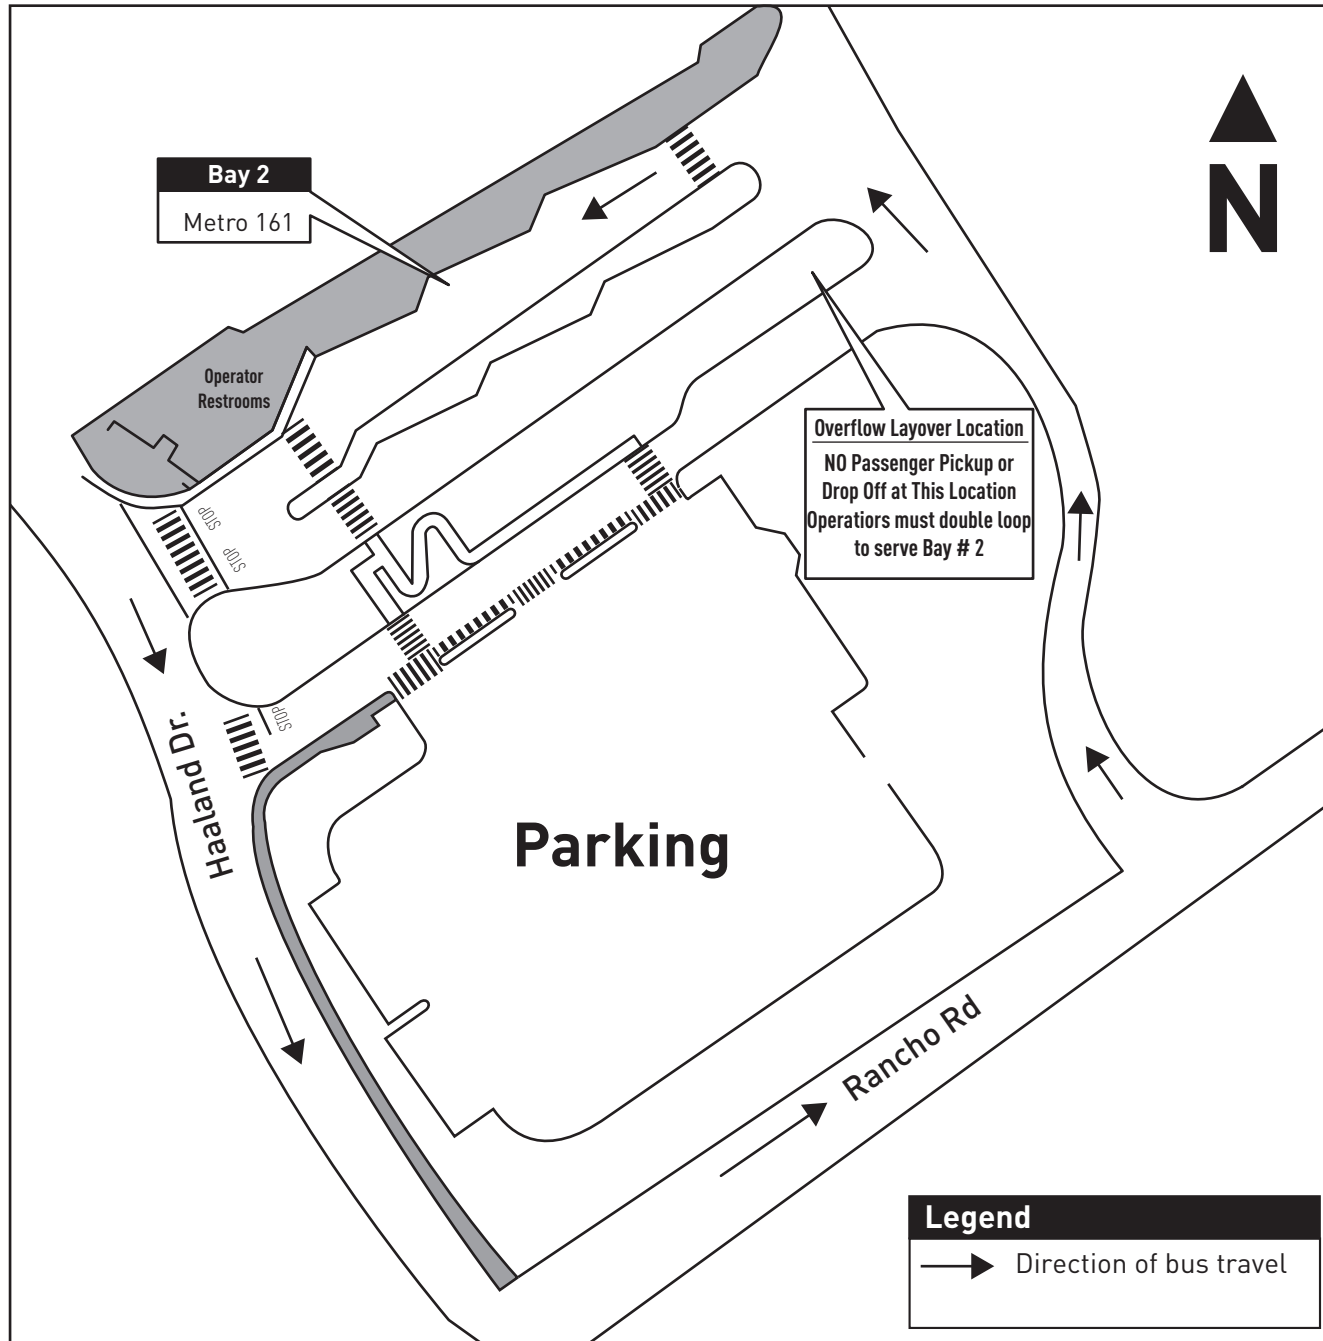 N
Bay 2
Metro 161
Operator
Restrooms
Overflow Layover Location
NO Passenger Pickup or
Drop Off at This Location
Operatiors must double loop
to serve Bay # 2
STOP
STOP
STOP
Haaland Dr.
Parking
Rancho Rd
Legend
Direction of bus travel